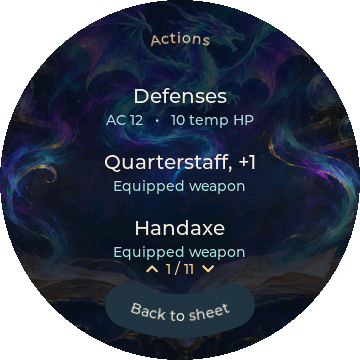 Actions
Defenses
AC 12 • 10 temp HP
Quarterstaff, +1
Equipped weapon
Handaxe
Equipped weapon
1 / 11
Back to sheet